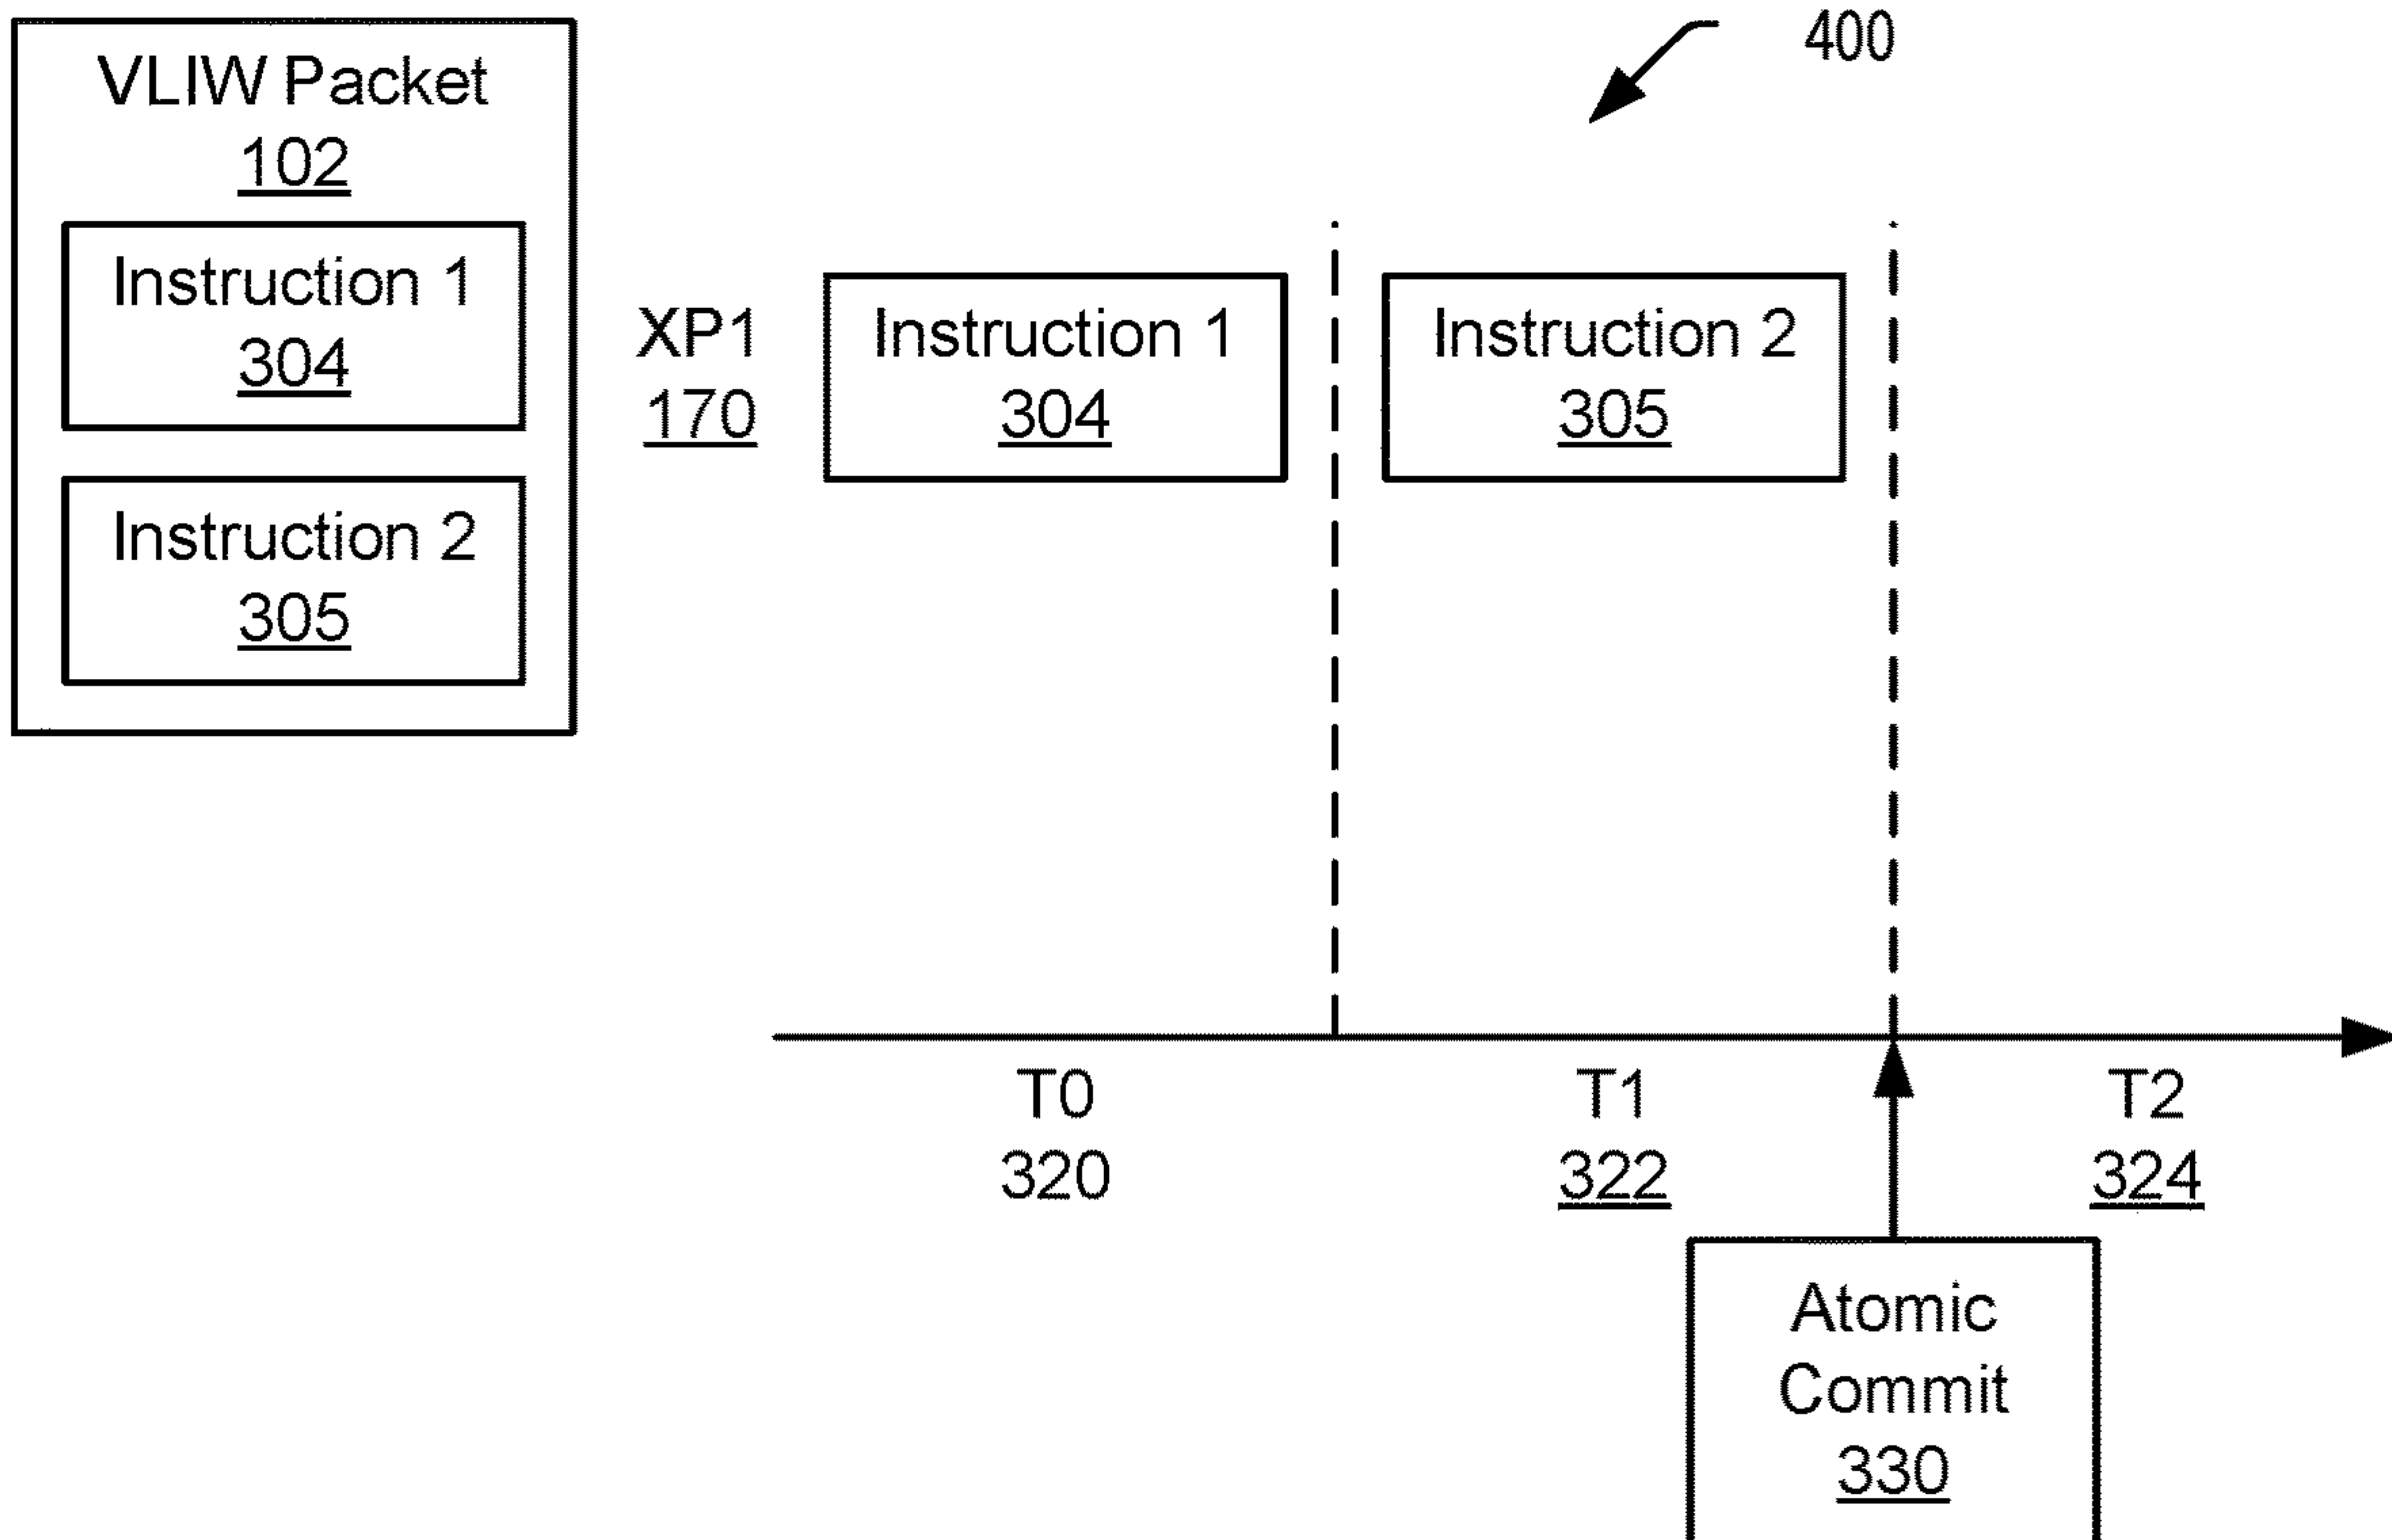 400
VLIW Packet
102
Instruction 1
304
Instruction 2
305
XP1
170
Instruction 1
304
Instruction 2
305
T0
320
T1
322
T2
324
Atomic
Commit
330